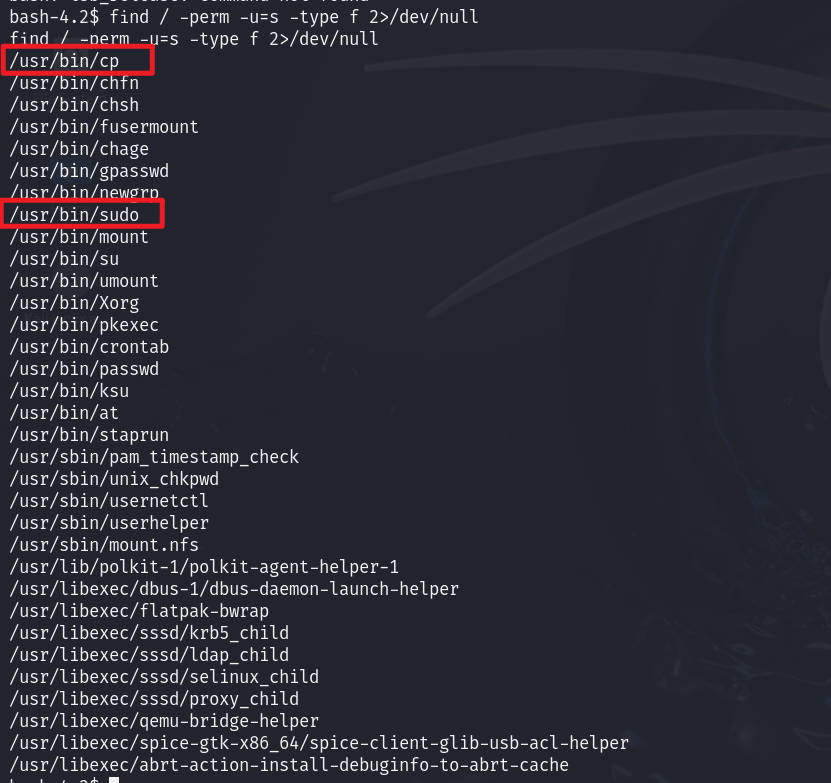 bash-4.2$ find / -perm -u=s -type f 2>/dev/null
find / -perm -u=s -type f 2>/dev/null
/usr/bin/cp
/usr/bin/chfn
/usr/bin/chsh
/usr/bin/fusermount
/usr/bin/chage
/usr/bin/gpasswd
/usr/bin/newgrp
/usr/bin/sudo
/usr/bin/mount
/usr/bin/su
/usr/bin/umount
/usr/bin/Xorg
/usr/bin/pkexec
/usr/bin/crontab
/usr/bin/passwd
/usr/bin/ksu
/usr/bin/at
/usr/bin/staprun
/usr/sbin/pam_timestamp_check
/usr/sbin/unix_chkpwd
/usr/sbin/usernetctl
/usr/sbin/userhelper
/usr/sbin/mount.nfs
/usr/lib/polkit-1/polkit-agent-helper-1
/usr/libexec/dbus-1/dbus-daemon-launch-helper
/usr/libexec/flatpak-bwrap
/usr/libexec/sssd/krb5_child
/usr/libexec/sssd/ldap_child
/usr/libexec/sssd/selinux_child
/usr/libexec/sssd/proxy_child
/usr/libexec/qemu-bridge-helper
/usr/libexec/spice-gtk-x86_64/spice-client-glib-usb-acl-helper
/usr/libexec/abrt-action-install-debuginfo-to-abrt-cache
bash-4.2$